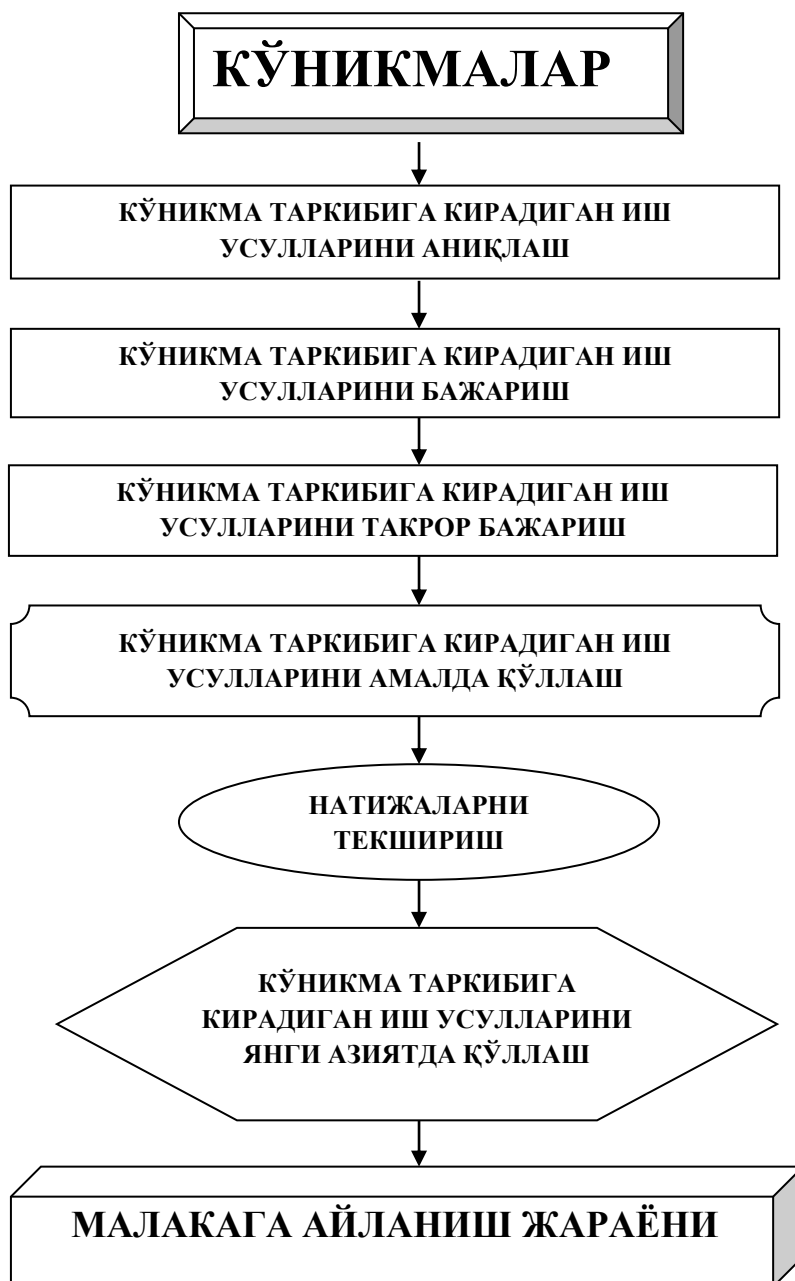 КЎНИКМАЛАР
КЎНИКМА ТАРКИБИГА КИРАДИГАН ИШ
УСУЛЛАРИНИ АНИҚЛАШ
КЎНИКМА ТАРКИБИГА КИРАДИГАН ИШ
УСУЛЛАРИНИ БАЖАРИШ
КЎНИКМА ТАРКИБИГА КИРАДИГАН ИШ
УСУЛЛАРИНИ ТАКРОР БАЖАРИШ
КЎНИКМА ТАРКИБИГА КИРАДИГАН ИШ
УСУЛЛАРИНИ АМАЛДА ҚЎЛЛАШ
НАТИЖАЛАРНИ
ТЕКШИРИШ
КЎНИКМА ТАРКИБИГА
КИРАДИГАН ИШ УСУЛЛАРИНИ
ЯНГИ АЗИЯТДА ҚЎЛЛАШ
МАЛАКАГА АЙЛАНИШ ЖАРАЁНИ